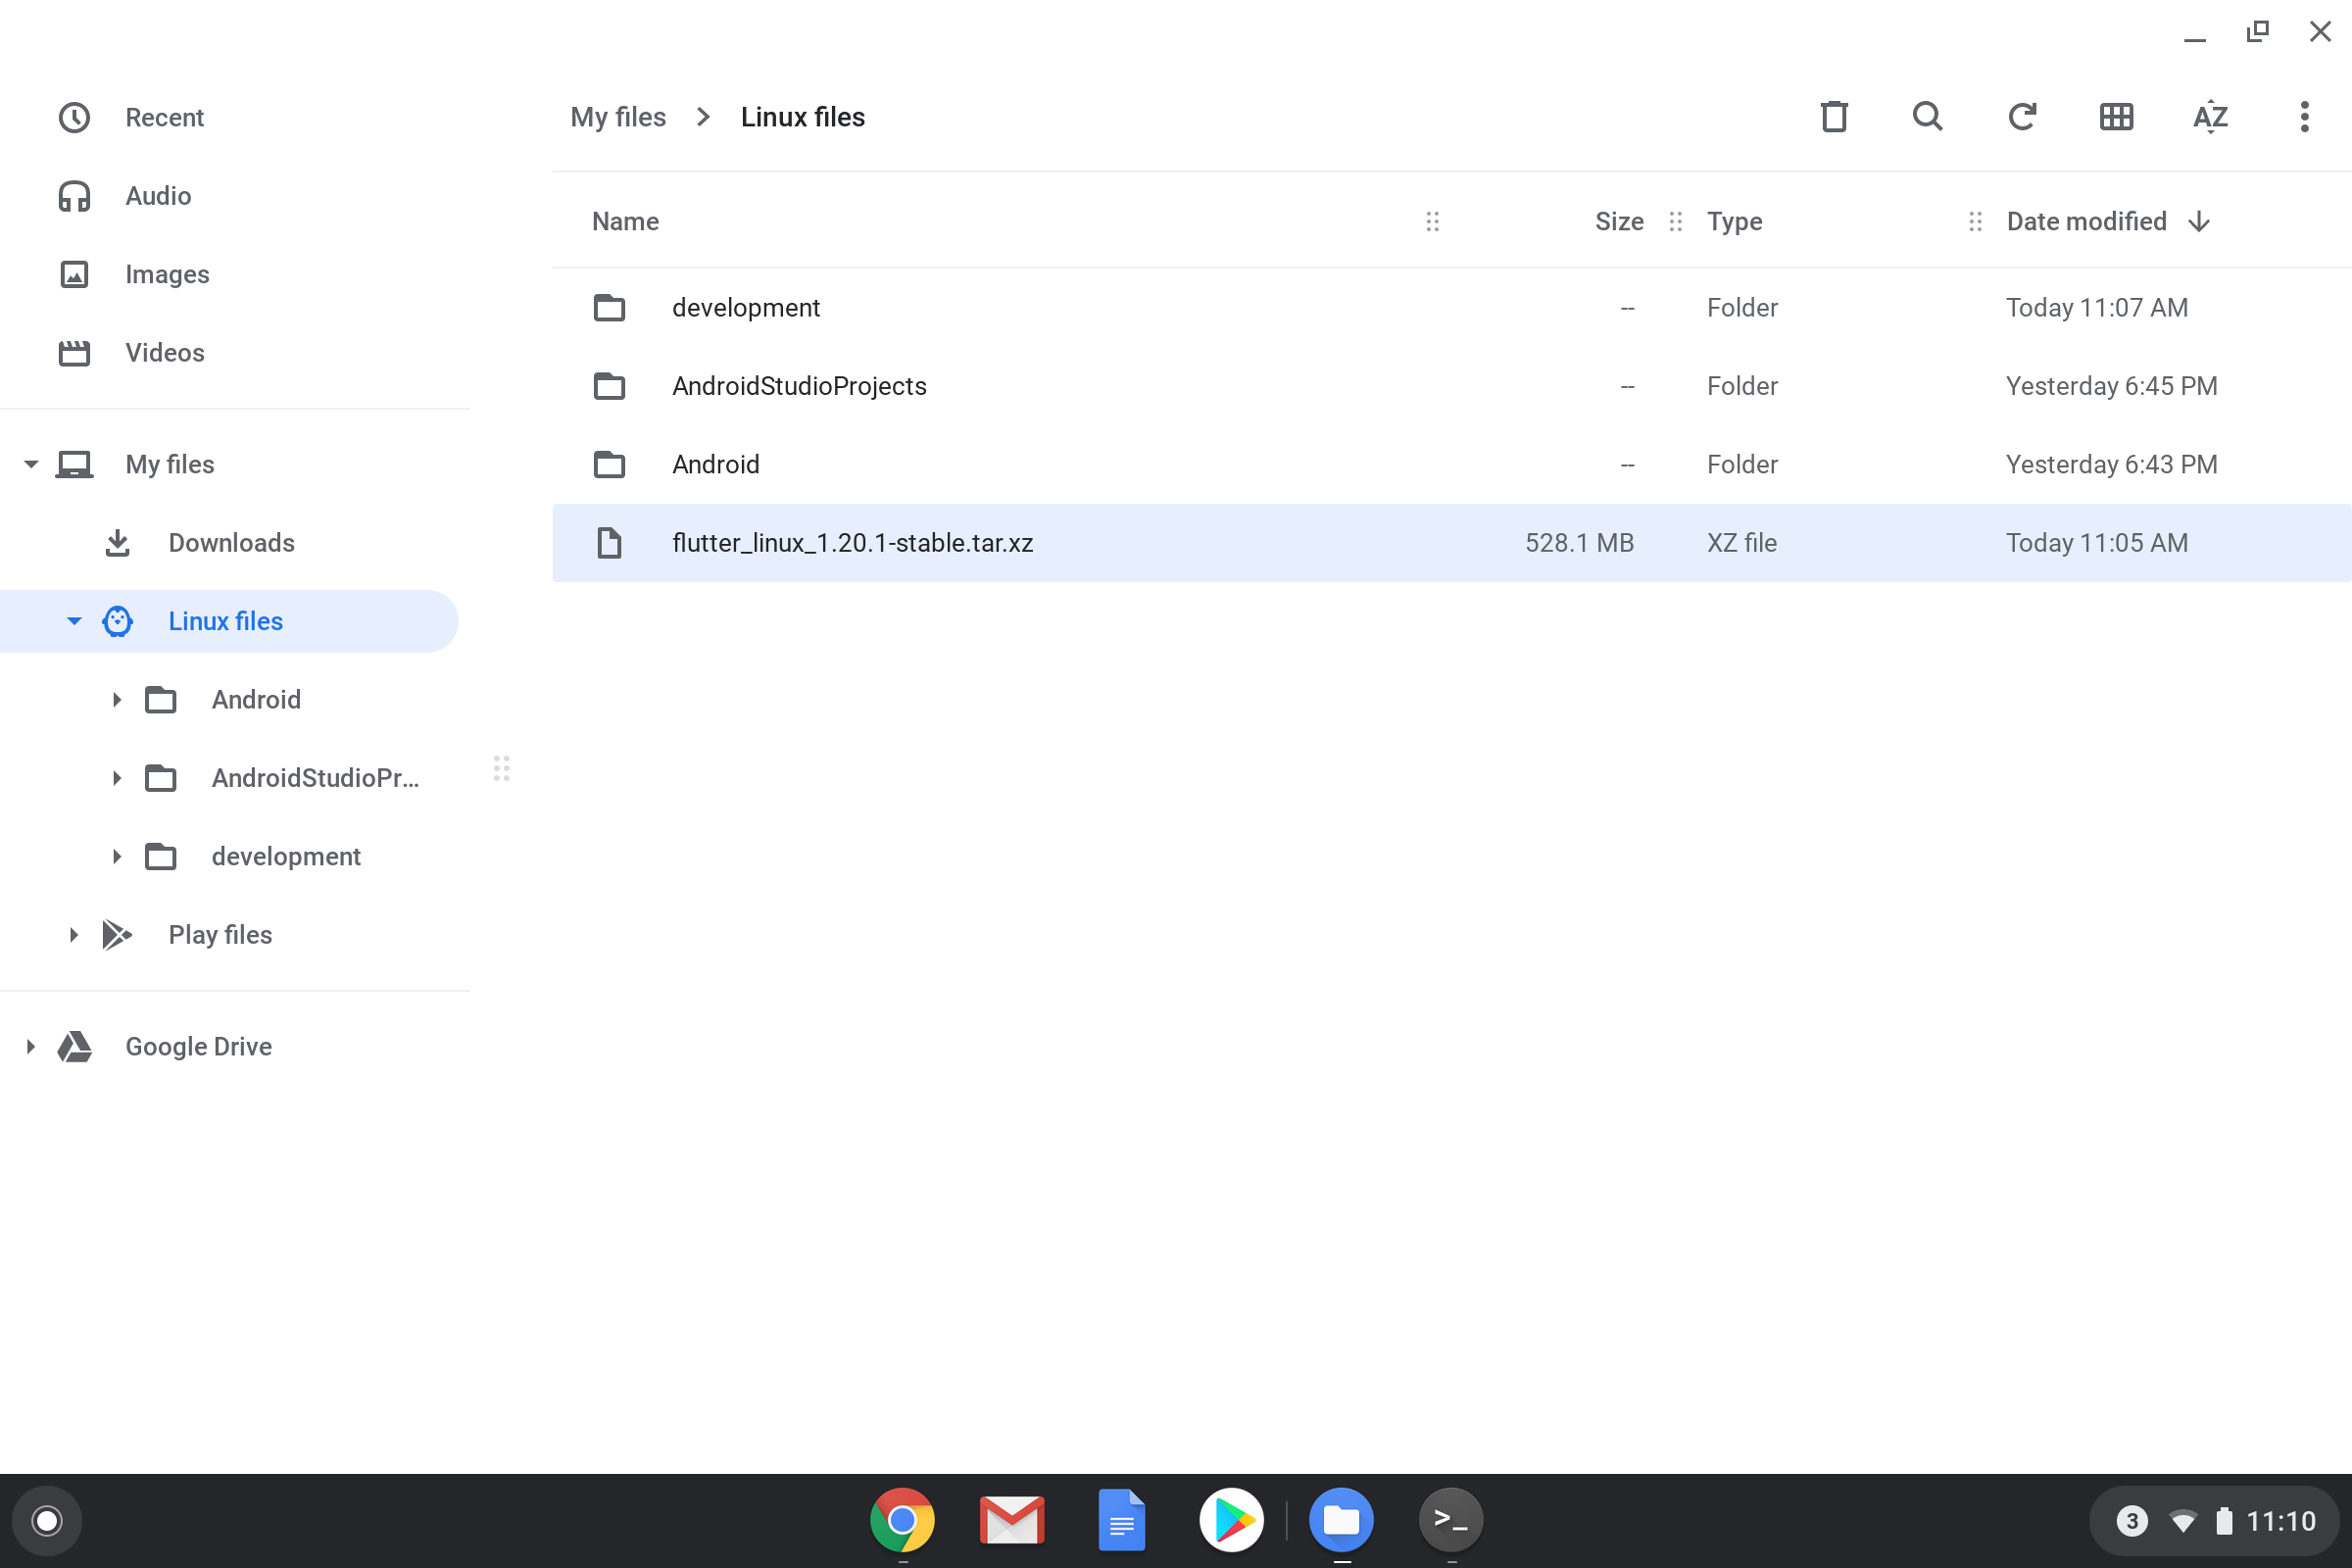 Recent
Audio
Images
Videos
My files
Downloads
Linux files
Android
AndroidStudioPr...
development
Play files
Google Drive
My files > Linux files
AZ
Name Size Type Date modified
development -- Folder Today 11:07 AM
AndroidStudioProjects -- Folder Yesterday 6:45 PM
Android -- Folder Yesterday 6:43 PM
flutter_linux_1.20.1-stable.tar.xz 528.1 MB XZ file Today 11:05 AM
>_
3 11:10